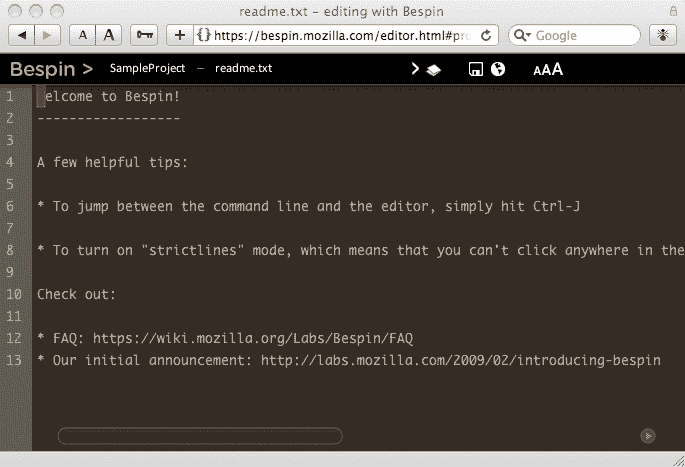 readme.txt – editing with Bespin
A A + {} https://bespin.mozilla.com/editor.html#pro Google
Bespin > SampleProject – readme.txt AAA
1 elcome to Bespin!
2 ------------------
3
4 A few helpful tips:
5
6 * To jump between the command line and the editor, simply hit Ctrl-J
7
8 * To turn on "strictlines" mode, which means that you can't click anywhere in the
9
10 Check out:
11
12 * FAQ: https://wiki.mozilla.org/Labs/Bespin/FAQ
13 * Our initial announcement: http://labs.mozilla.com/2009/02/introducing-bespin